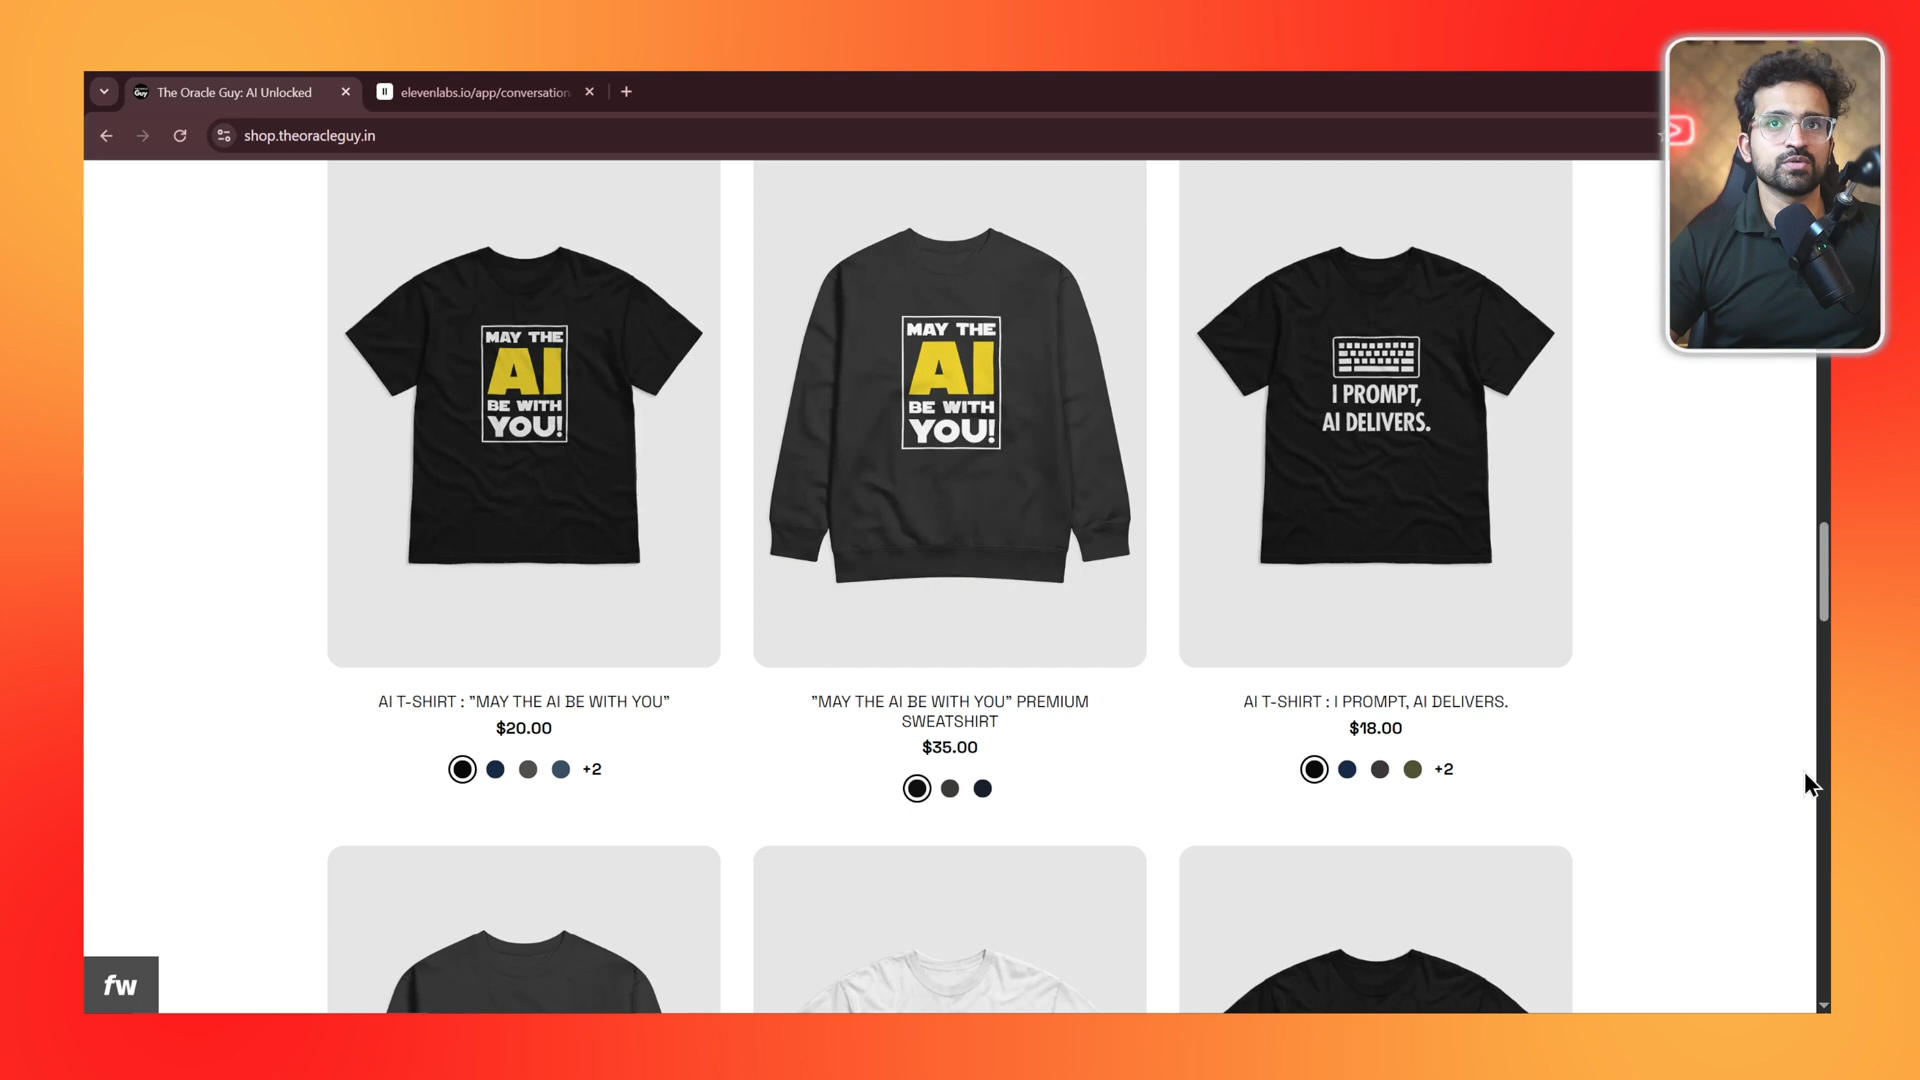 The Oracle Guy: AI Unlocked
elevenlabs.io/app/conversation
shop.theoracleguy.in
MAY THE
AI
BE WITH
YOU!
MAY THE
AI
BE WITH
YOU!
I PROMPT,
AI DELIVERS.
AI T-SHIRT : "MAY THE AI BE WITH YOU"
$20.00
+2
"MAY THE AI BE WITH YOU" PREMIUM
SWEATSHIRT
$35.00
AI T-SHIRT : I PROMPT, AI DELIVERS.
$18.00
+2
fw